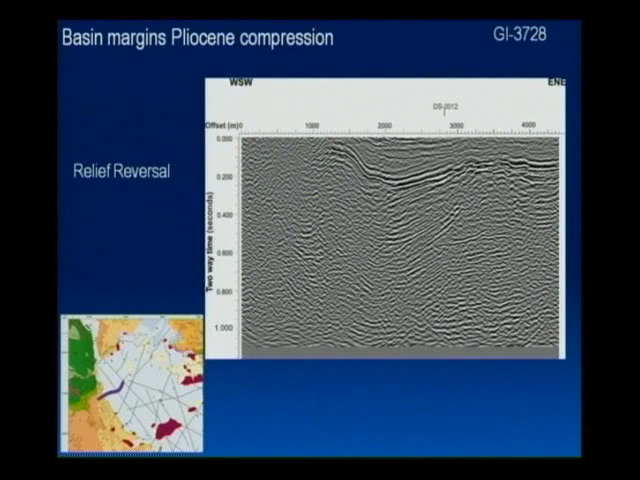 Basin margins Pliocene compression
GI-3728
WSW
ENE
DS-2012
Offset (m)0 1000 2000 3000 4000
Relief Reversal
Two way time (seconds)
0.000
0.200
0.400
0.600
0.800
1.000